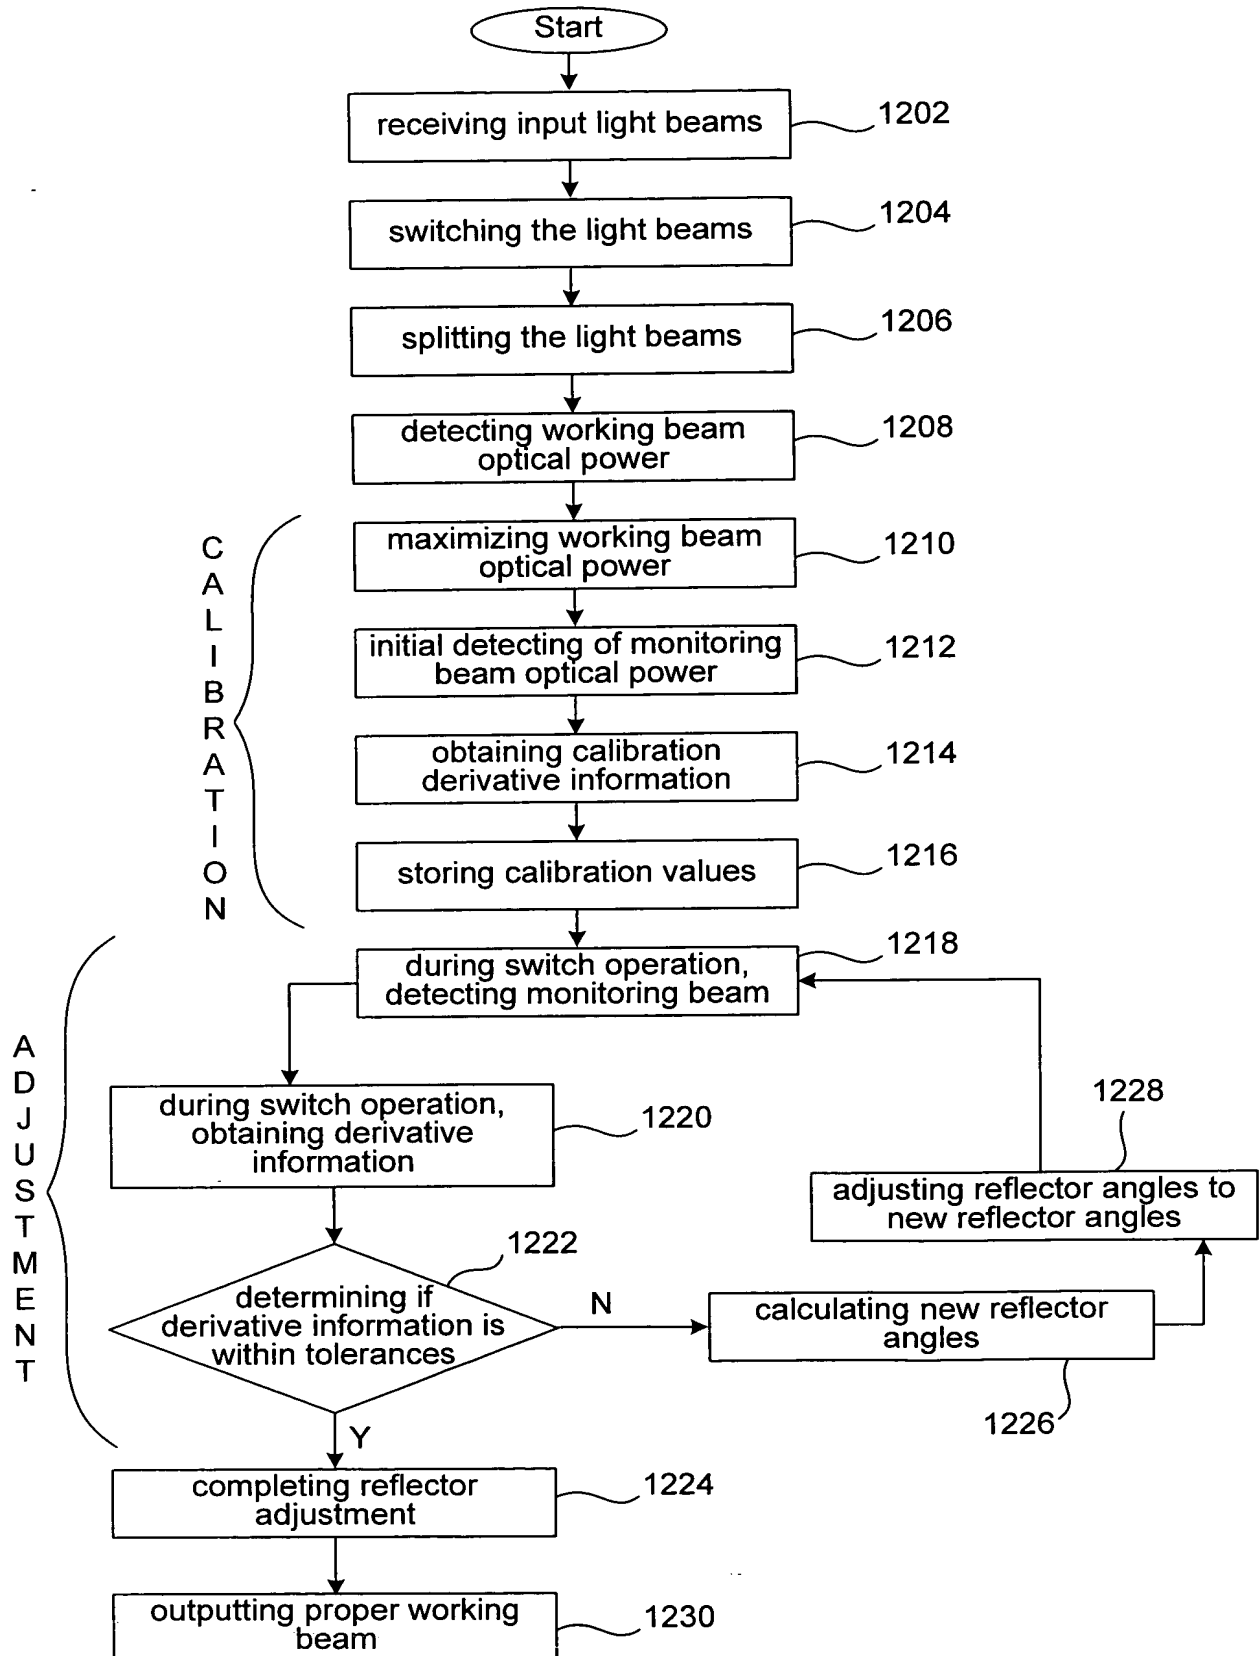 Start
receiving input light beams
1202
switching the light beams
1204
splitting the light beams
1206
detecting working beam
optical power
1208
CALIBRATION
maximizing working beam
optical power
1210
initial detecting of monitoring
beam optical power
1212
obtaining calibration
derivative information
1214
storing calibration values
1216
ADJUSTMENT
during switch operation,
detecting monitoring beam
1218
during switch operation,
obtaining derivative
information
1220
determining if
derivative information is
within tolerances
1222
N
calculating new reflector
angles
1226
adjusting reflector angles to
new reflector angles
1228
Y
completing reflector
adjustment
1224
outputting proper working
beam
1230